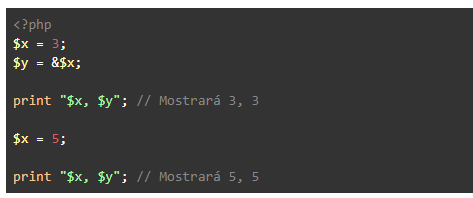 <?php
$x = 3;
$y = &$x;
print "$x, $y"; // Mostrará 3, 3
$x = 5;
print "$x, $y"; // Mostrará 5, 5